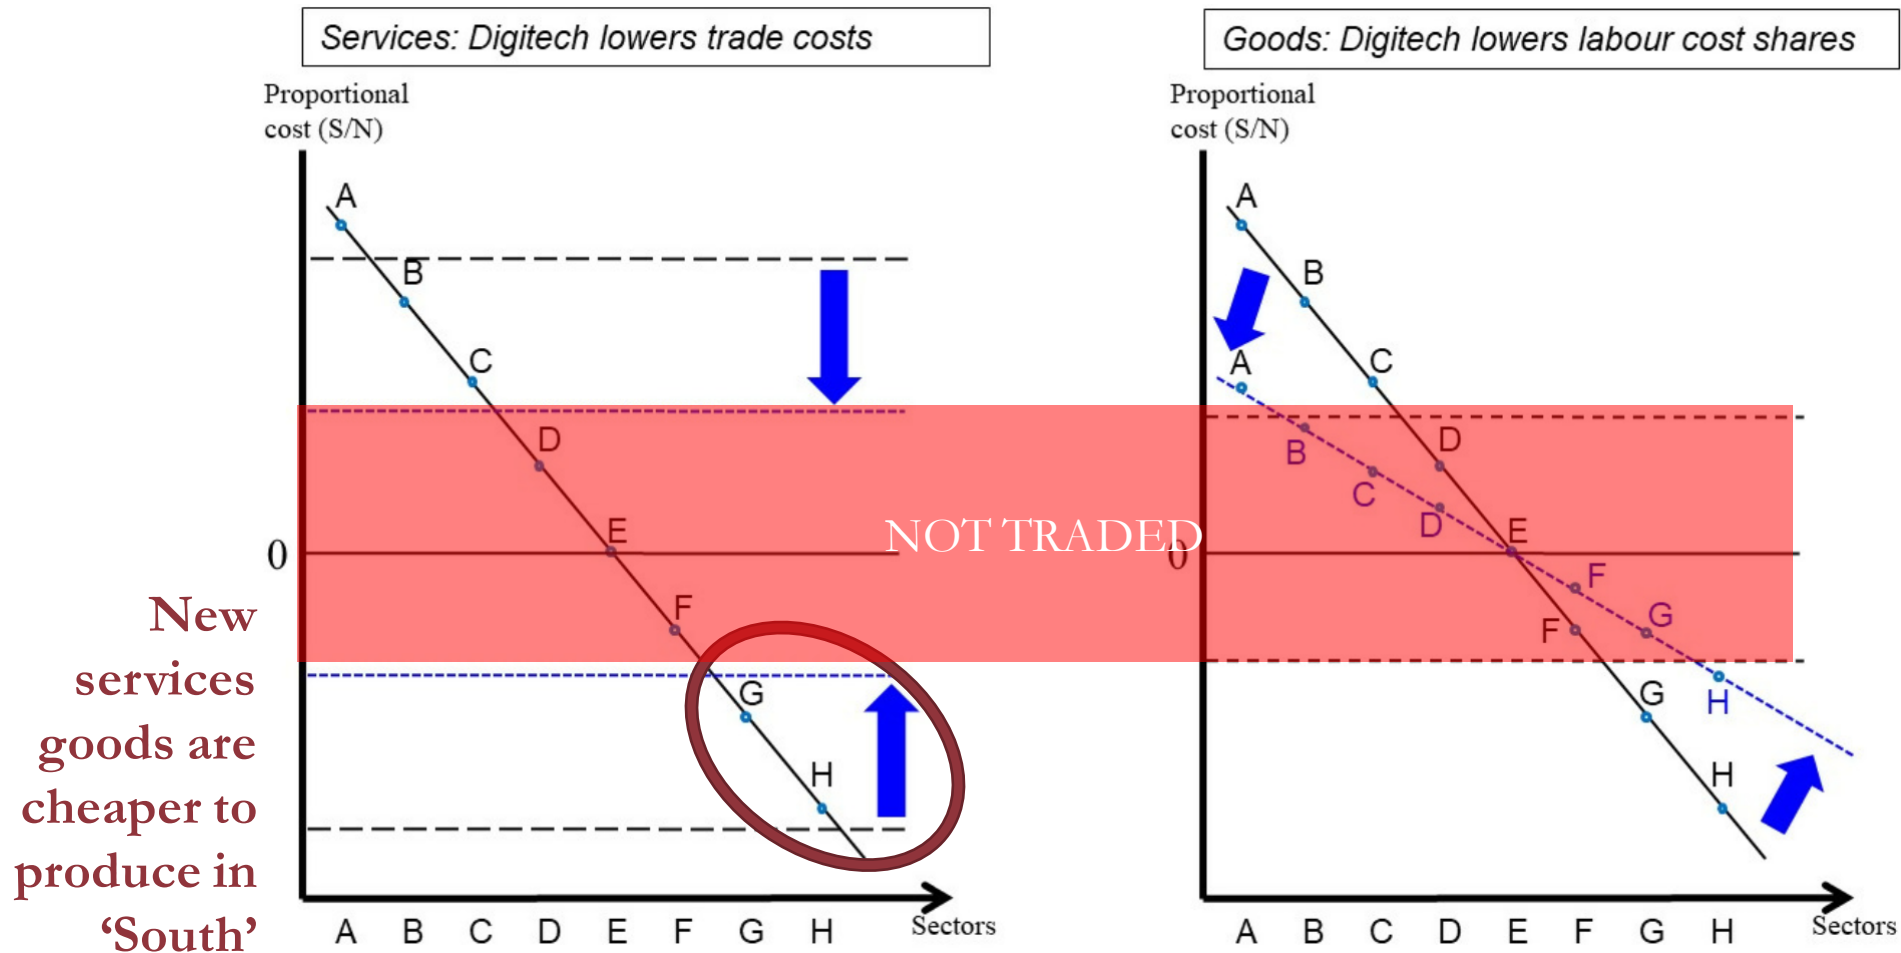 Services: Digitech lowers trade costs
Proportional
cost (S/N)
A
B
C
D
E
0
F
G
H
A B C D E F G H
Sectors
New
services
goods are
cheaper to
produce in
‘South’
NOT TRADED
Goods: Digitech lowers labour cost shares
Proportional
cost (S/N)
A
B
C
A
D
B
C
D
E
0
F
F
G
G
H
H
A B C D E F G H
Sectors